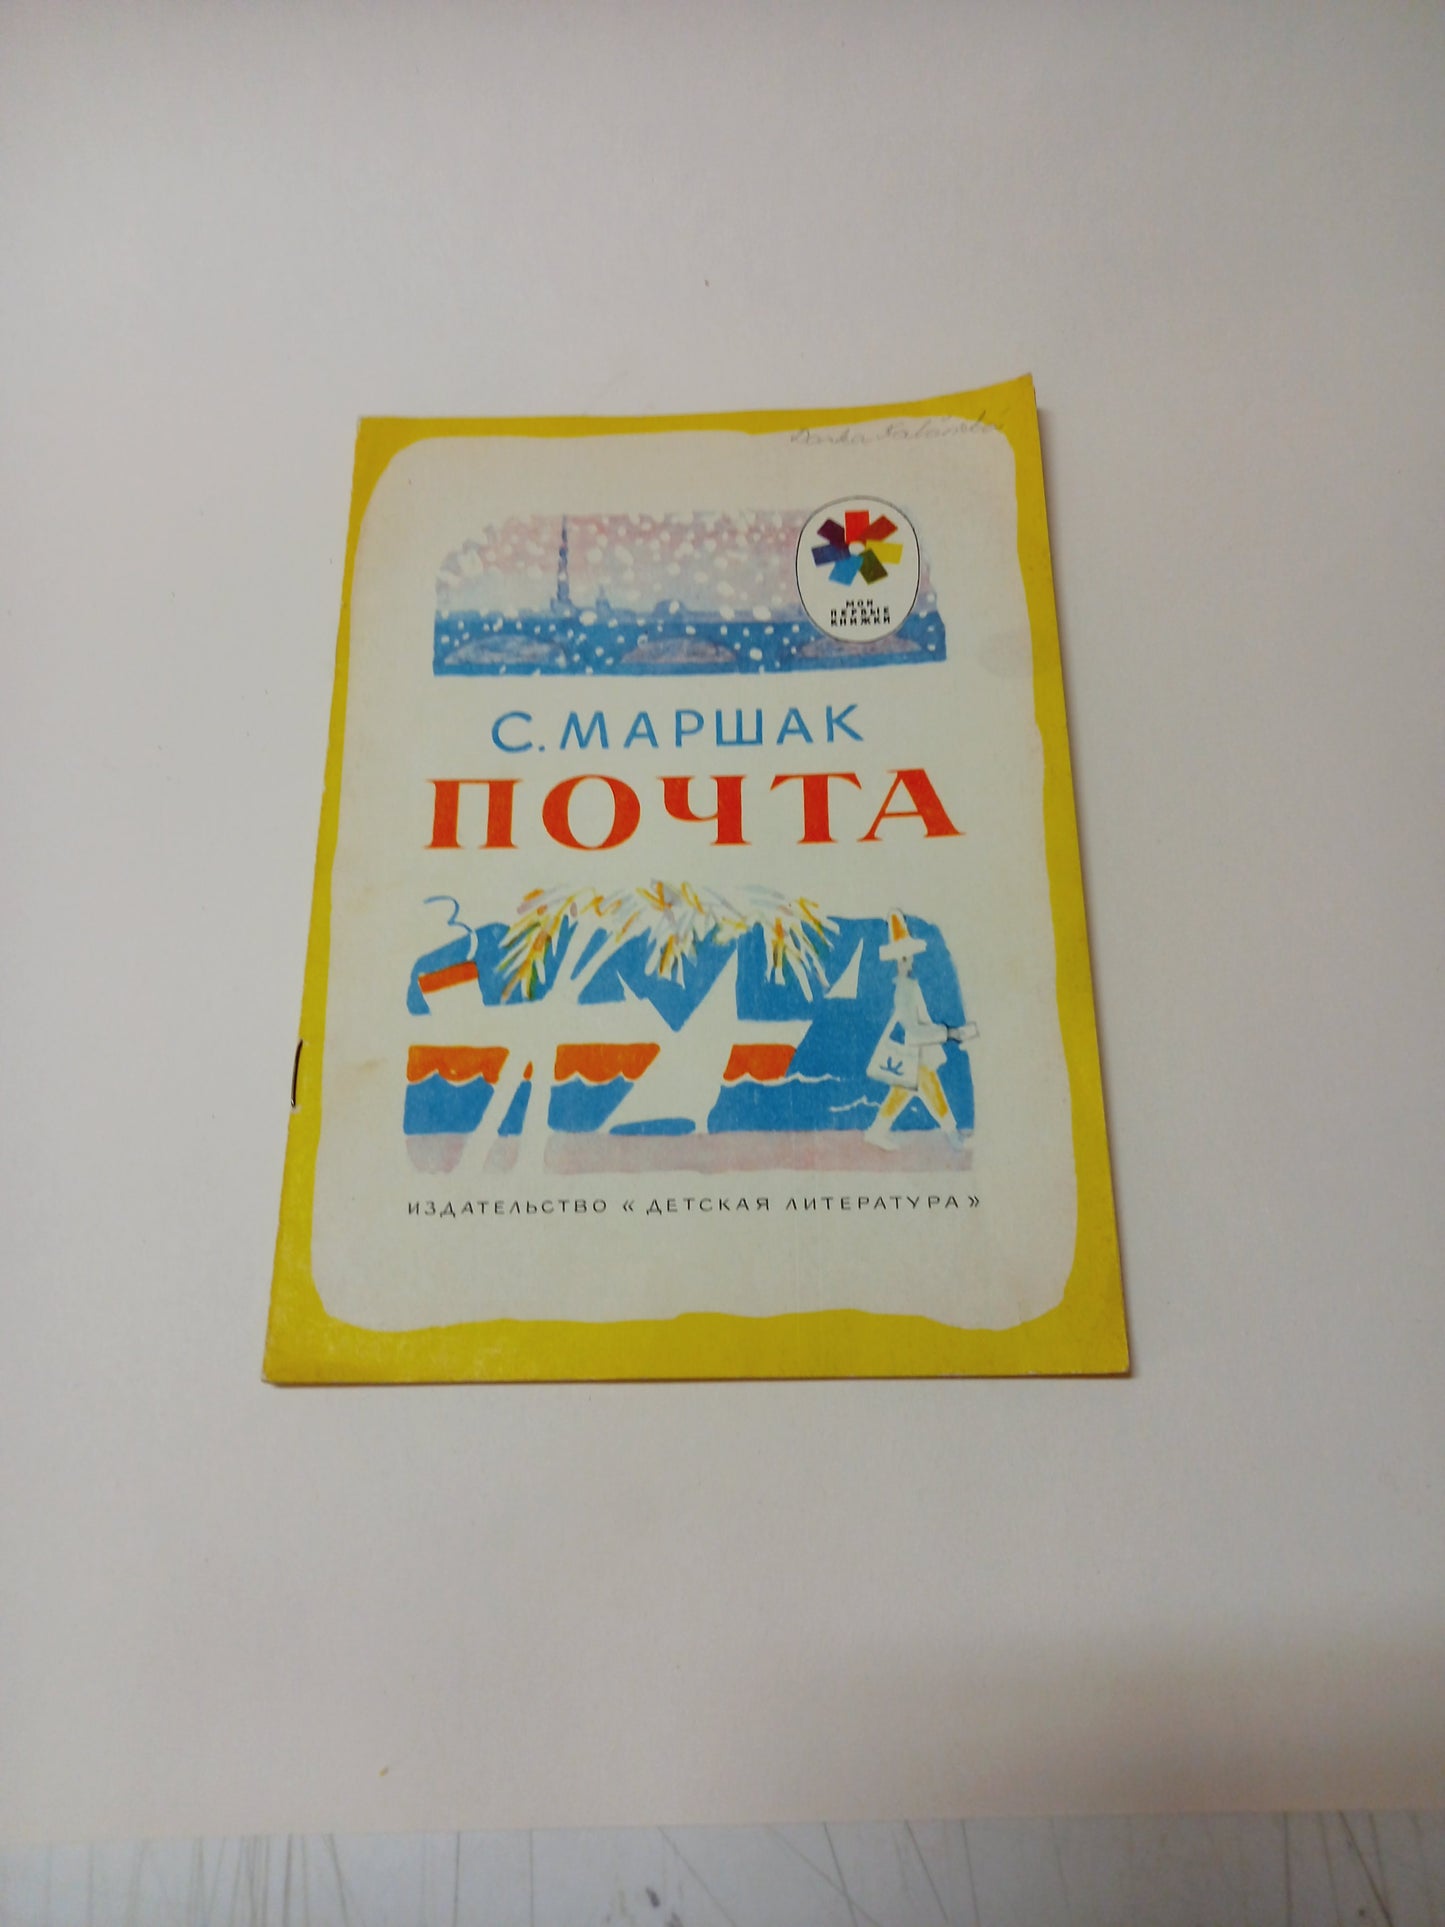 МОИ
ПЕРВЫЕ
КНИЖКИ
С. МАРШАК
ПОЧТА
ИЗДАТЕЛЬСТВО « ДЕТСКАЯ ЛИТЕРАТУРА »